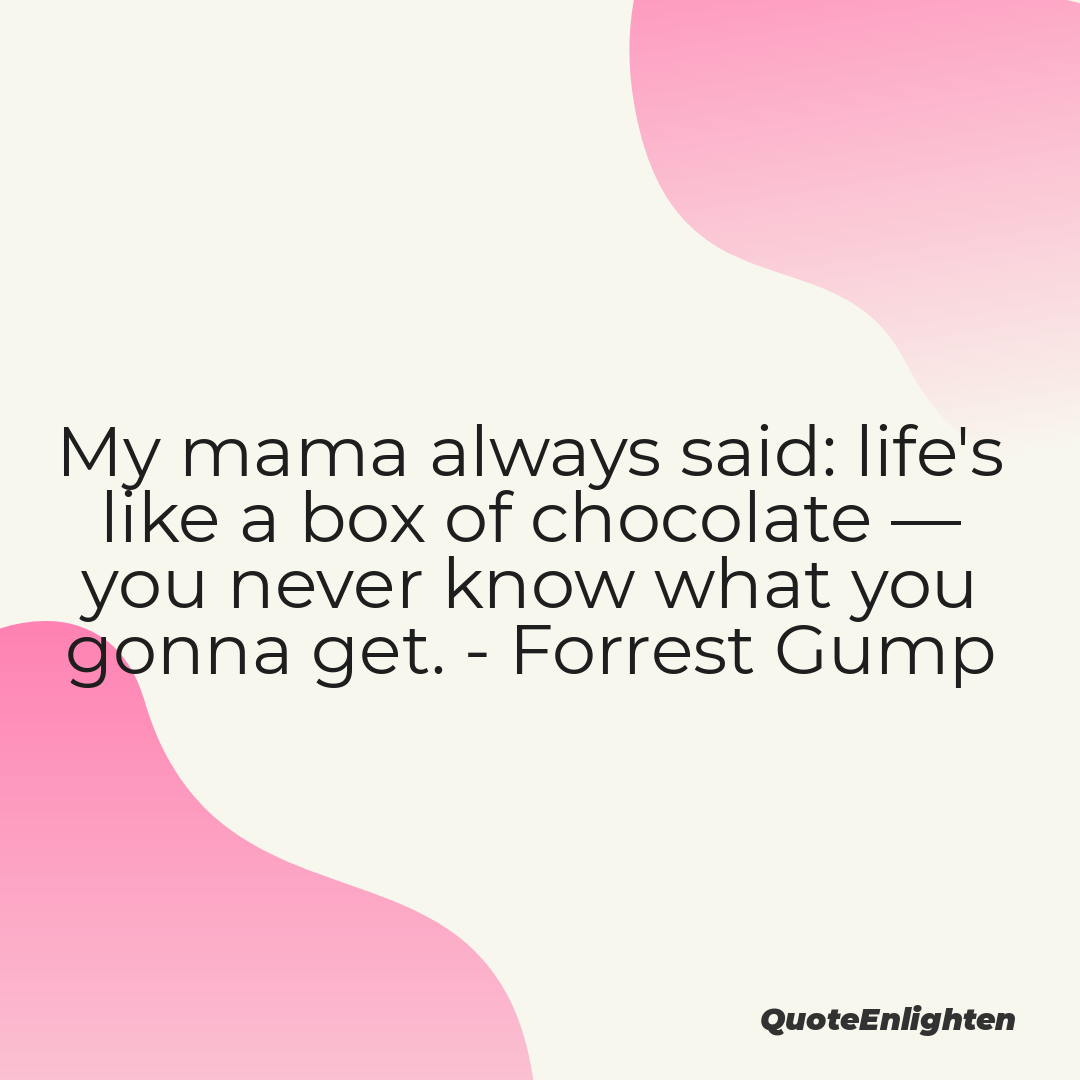 My mama always said: life's
like a box of chocolate —
you never know what you
gonna get. - Forrest Gump
QuoteEnlighten